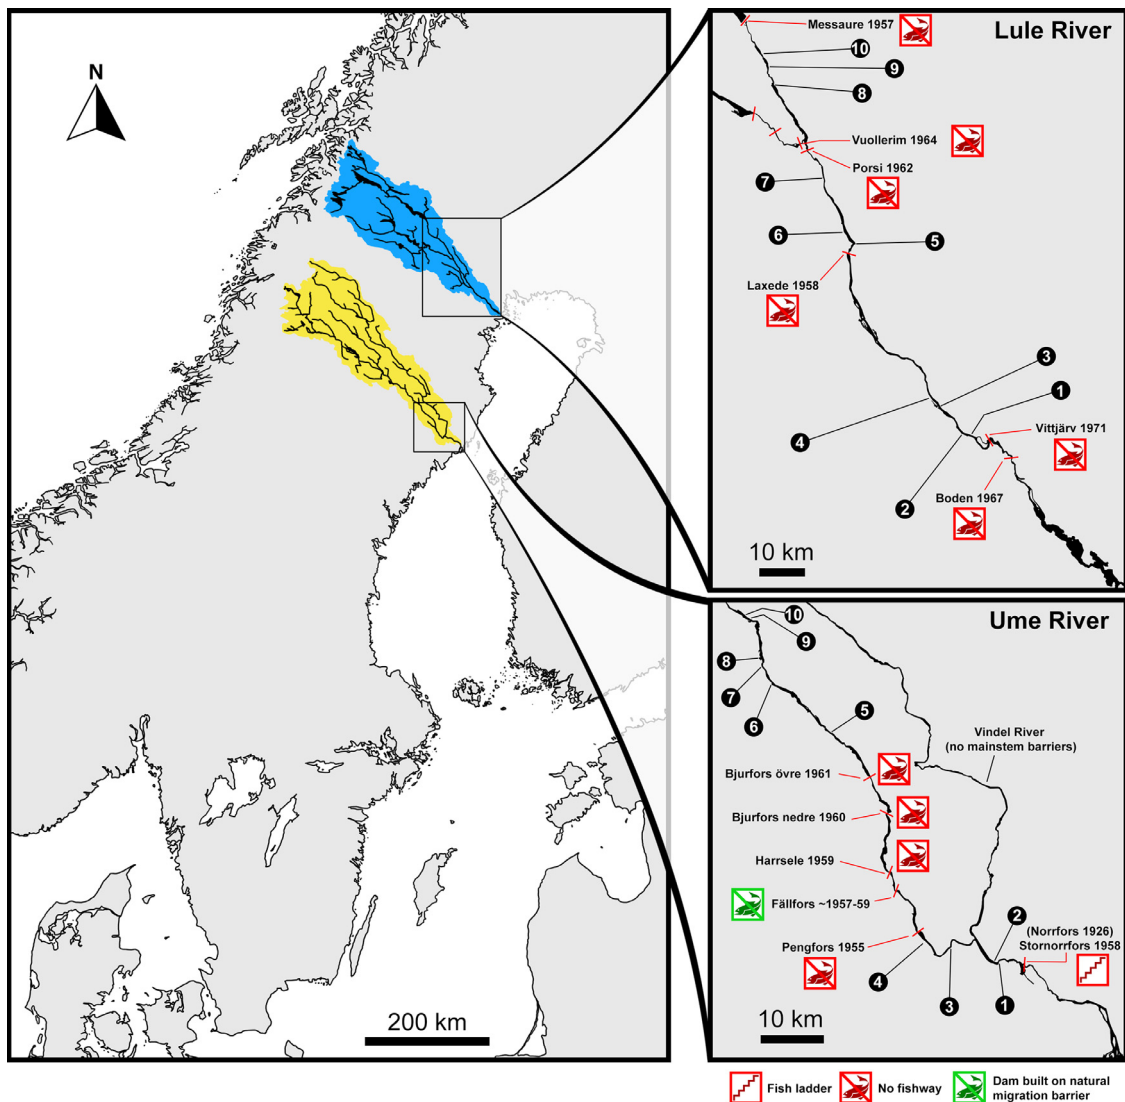 N
200 km
Lule River
Messaure 1957
10
9
8
Vuollerim 1964
Porsi 1962
7
6
5
Laxede 1958
3
1
4
Vittjärv 1971
Boden 1967
2
10 km
Ume River
10
9
8
7
6
5
Vindel River
(no mainstem barriers)
Bjurfors övre 1961
Bjurfors nedre 1960
Harrsele 1959
Fällfors ~1957-59
2
(Norrfors 1926)
Stornorrfors 1958
Pengfors 1955
4
3
1
10 km
Fish ladder
No fishway
Dam built on natural
migration barrier